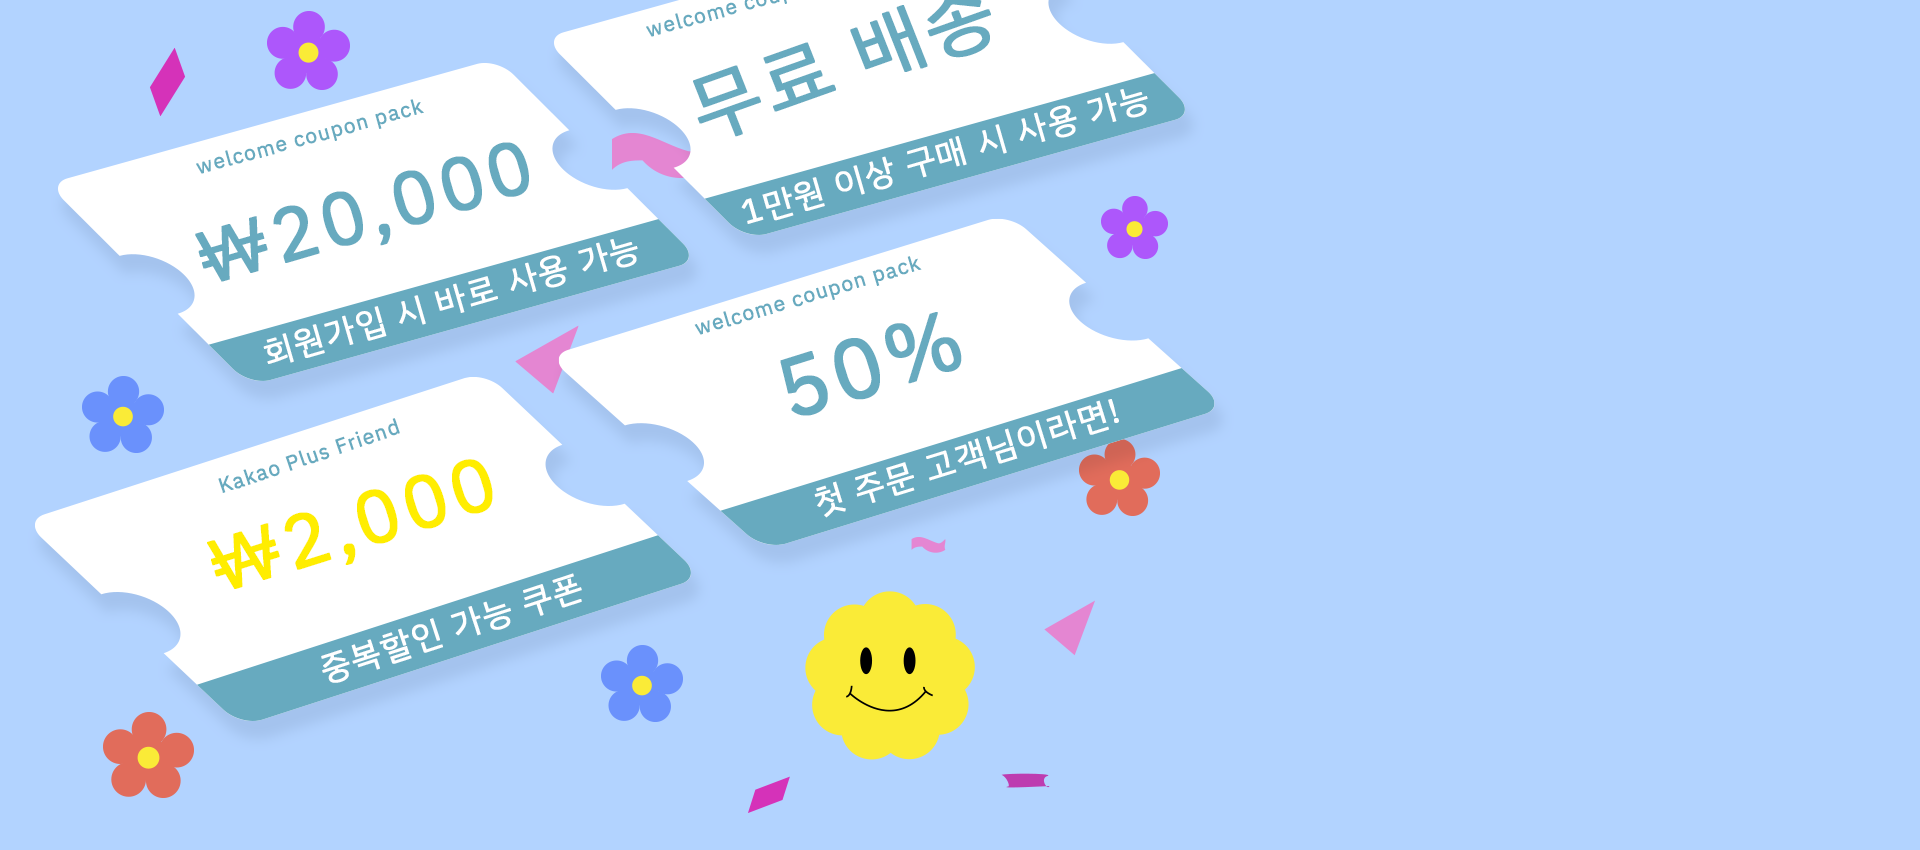 welcome coupon pack
₩20,000
회원가입 시 바로 사용 가능
welcome coup
무료 배송
1만원 이상 구매 시 사용 가능
Kakao Plus Friend
₩2,000
중복할인 가능 쿠폰
welcome coupon pack
50%
첫 주문 고객님이라면!